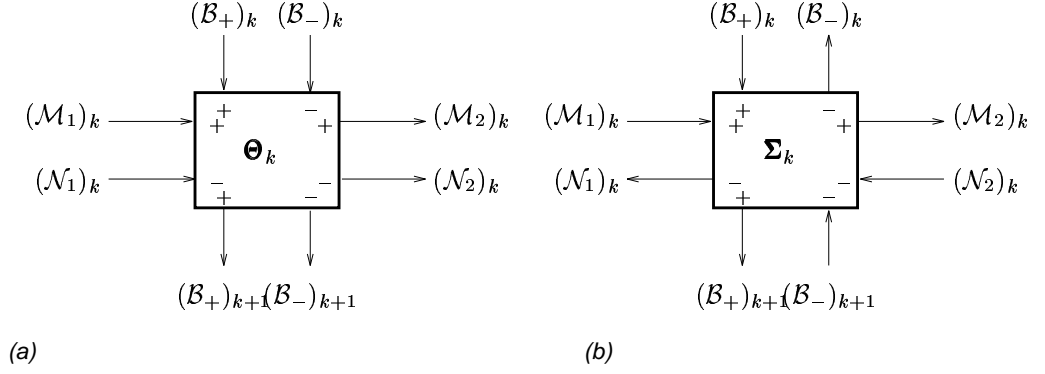 (ℬ₊)ₖ (ℬ₋)ₖ (ℬ₊)ₖ (ℬ₋)ₖ
+ − + −
(ℳ₁)ₖ + + (ℳ₂)ₖ (ℳ₁)ₖ + + (ℳ₂)ₖ
Θₖ Σₖ
(𝒩₁)ₖ − − (𝒩₂)ₖ (𝒩₁)ₖ − − (𝒩₂)ₖ
+ − + −
(ℬ₊)ₖ₊₁ (ℬ₋)ₖ₊₁ (ℬ₊)ₖ₊₁ (ℬ₋)ₖ₊₁
(a) (b)